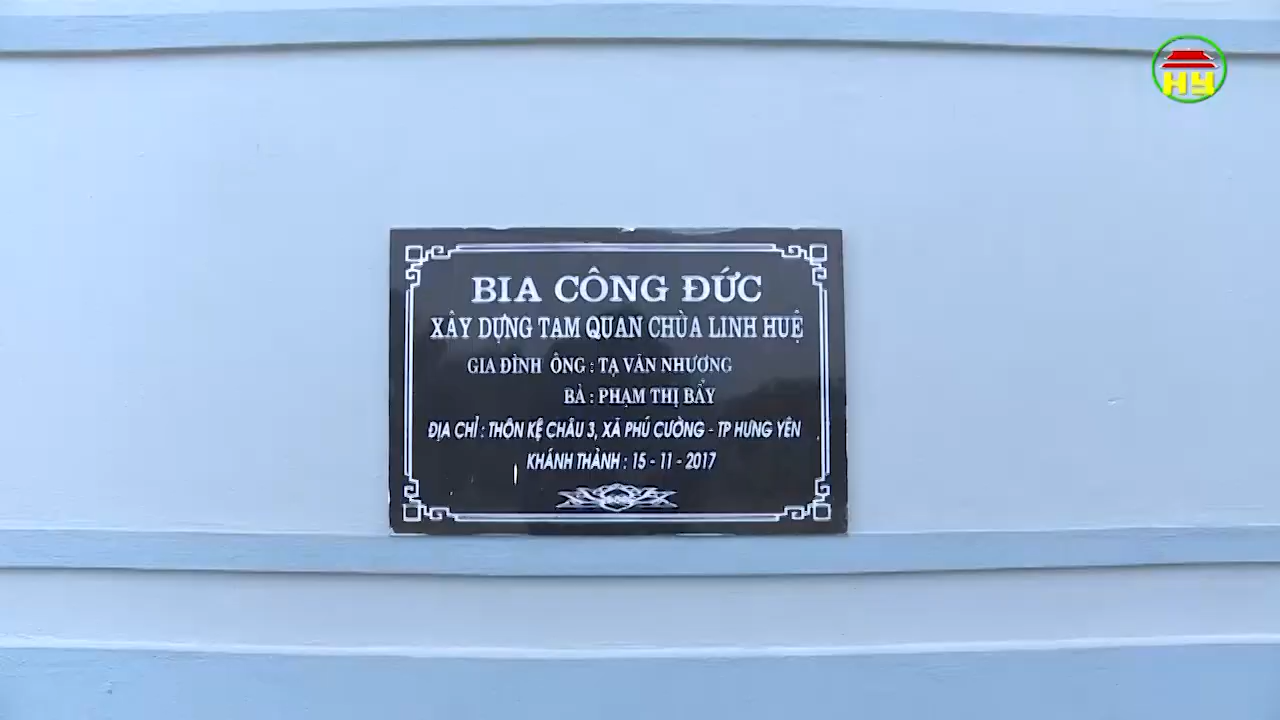 HY
BIA CÔNG ĐỨC
XÂY DỰNG TAM QUAN CHÙA LINH HUỆ
GIA ĐÌNH ÔNG : TẠ VĂN NHƯƠNG
BÀ : PHẠM THỊ BẨY
ĐỊA CHỈ : THÔN KỆ CHÂU 3, XÃ PHÚ CƯỜNG - TP HƯNG YÊN
KHÁNH THÀNH : 15 - 11 - 2017